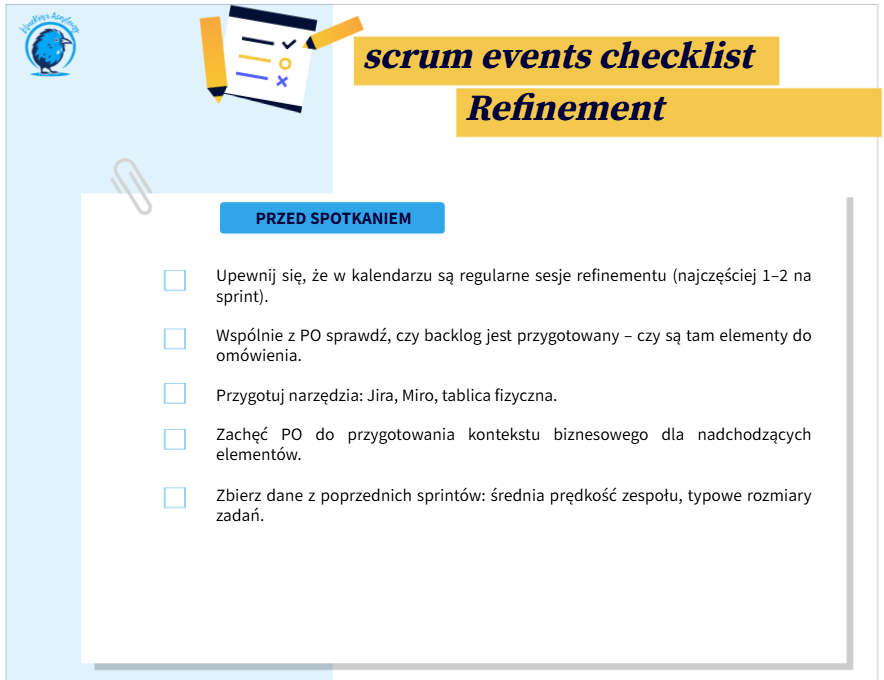 scrum events checklist
Refinement
PRZED SPOTKANIEM
Upewnij się, że w kalendarzu są regularne sesje refinementu (najczęściej 1–2 na
sprint).
Wspólnie z PO sprawdź, czy backlog jest przygotowany – czy są tam elementy do
omówienia.
Przygotuj narzędzia: Jira, Miro, tablica fizyczna.
Zachęć PO do przygotowania kontekstu biznesowego dla nadchodzących
elementów.
Zbierz dane z poprzednich sprintów: średnia prędkość zespołu, typowe rozmiary
zadań.